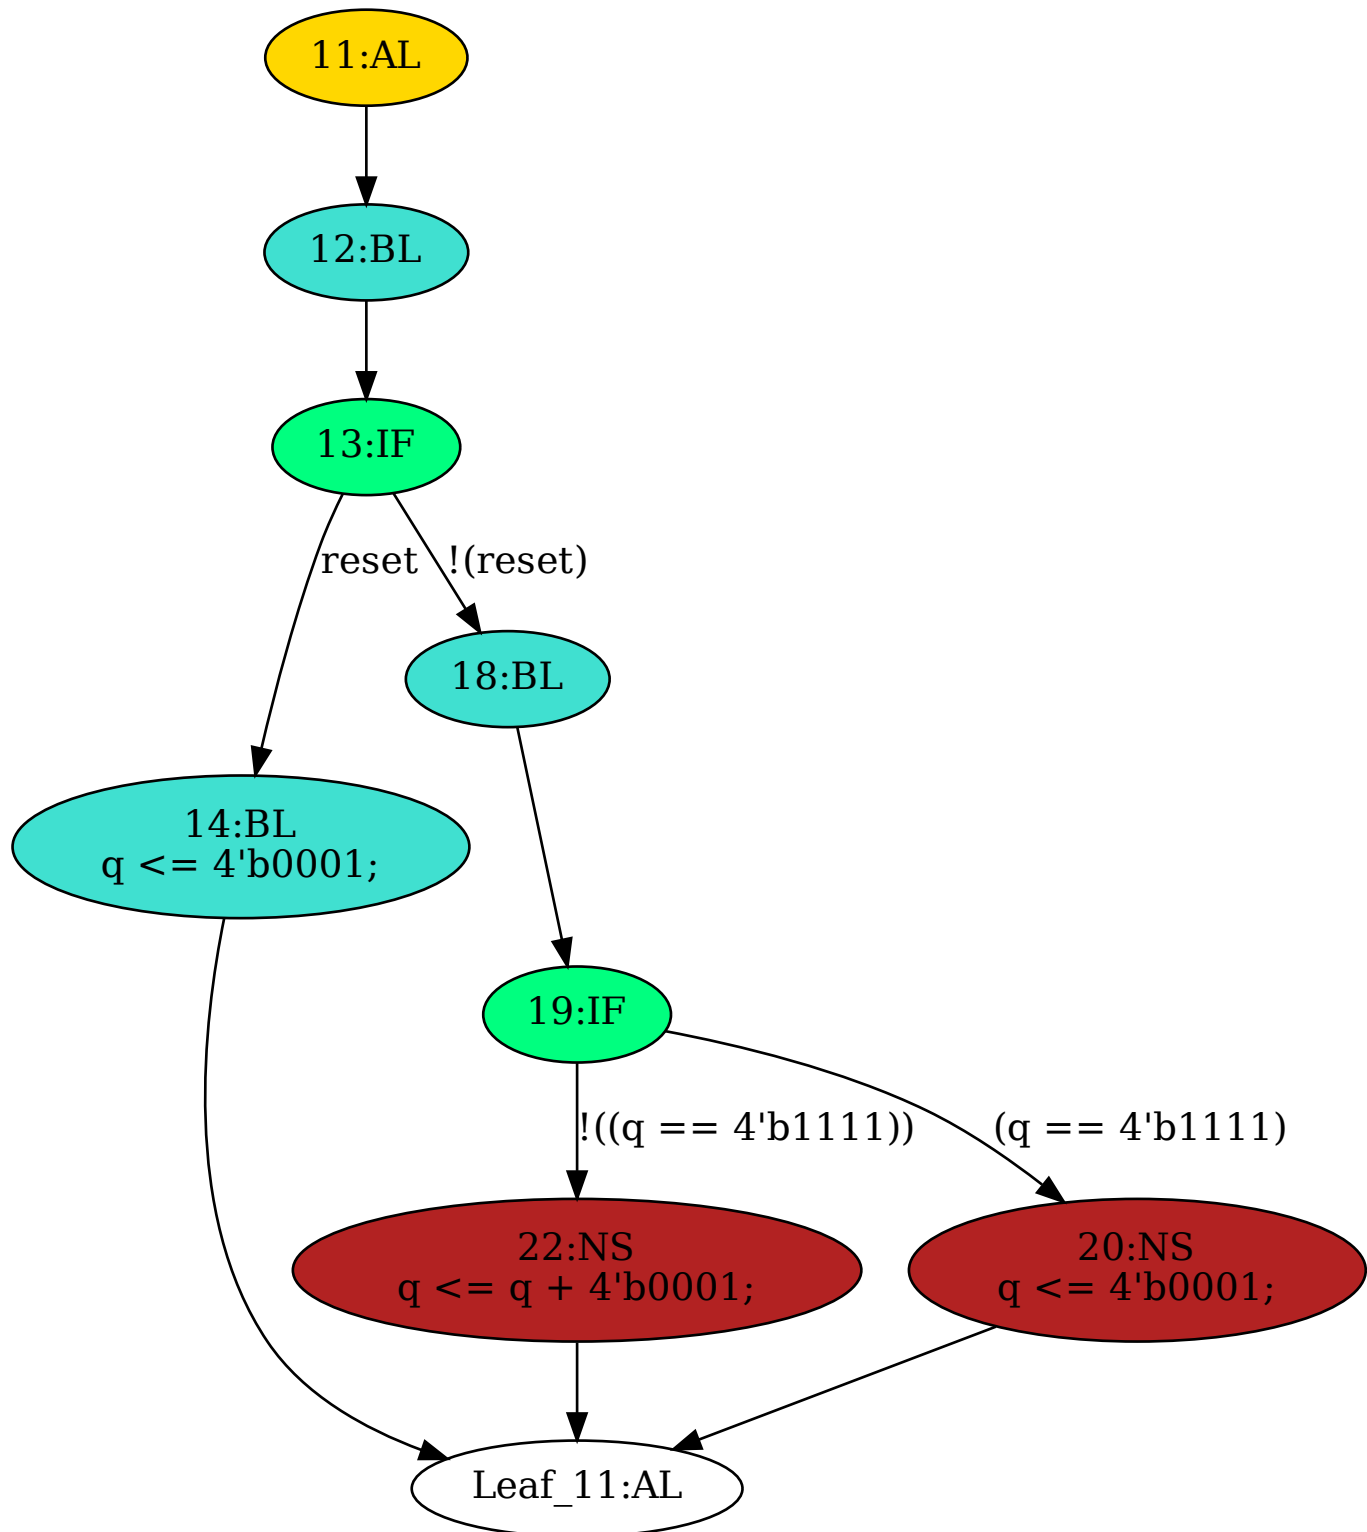 11:AL
12:BL
13:IF
reset
!(reset)
18:BL
14:BL
q <= 4'b0001;
19:IF
!((q == 4'b1111))
(q == 4'b1111)
22:NS
q <= q + 4'b0001;
20:NS
q <= 4'b0001;
Leaf_11:AL